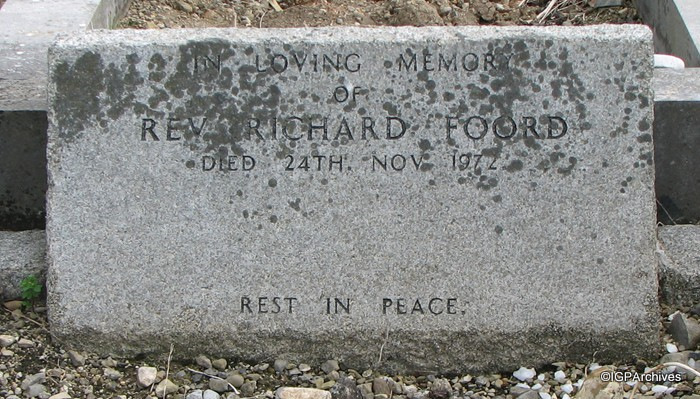 IN LOVING MEMORY
OF
REV. RICHARD FOORD
DIED 24TH. NOV. 1972
REST IN PEACE.
©IGPArchives